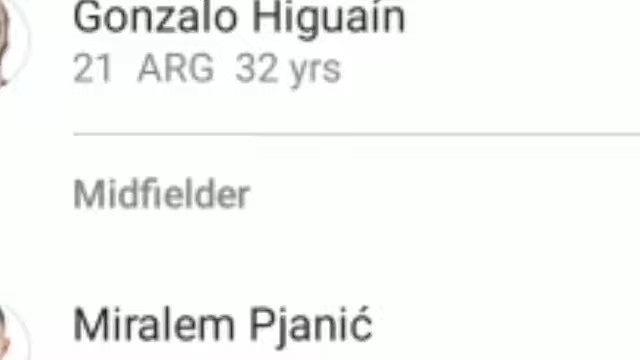 Gonzalo Higuaín
21 ARG 32 yrs
Midfielder
Miralem Pjanić